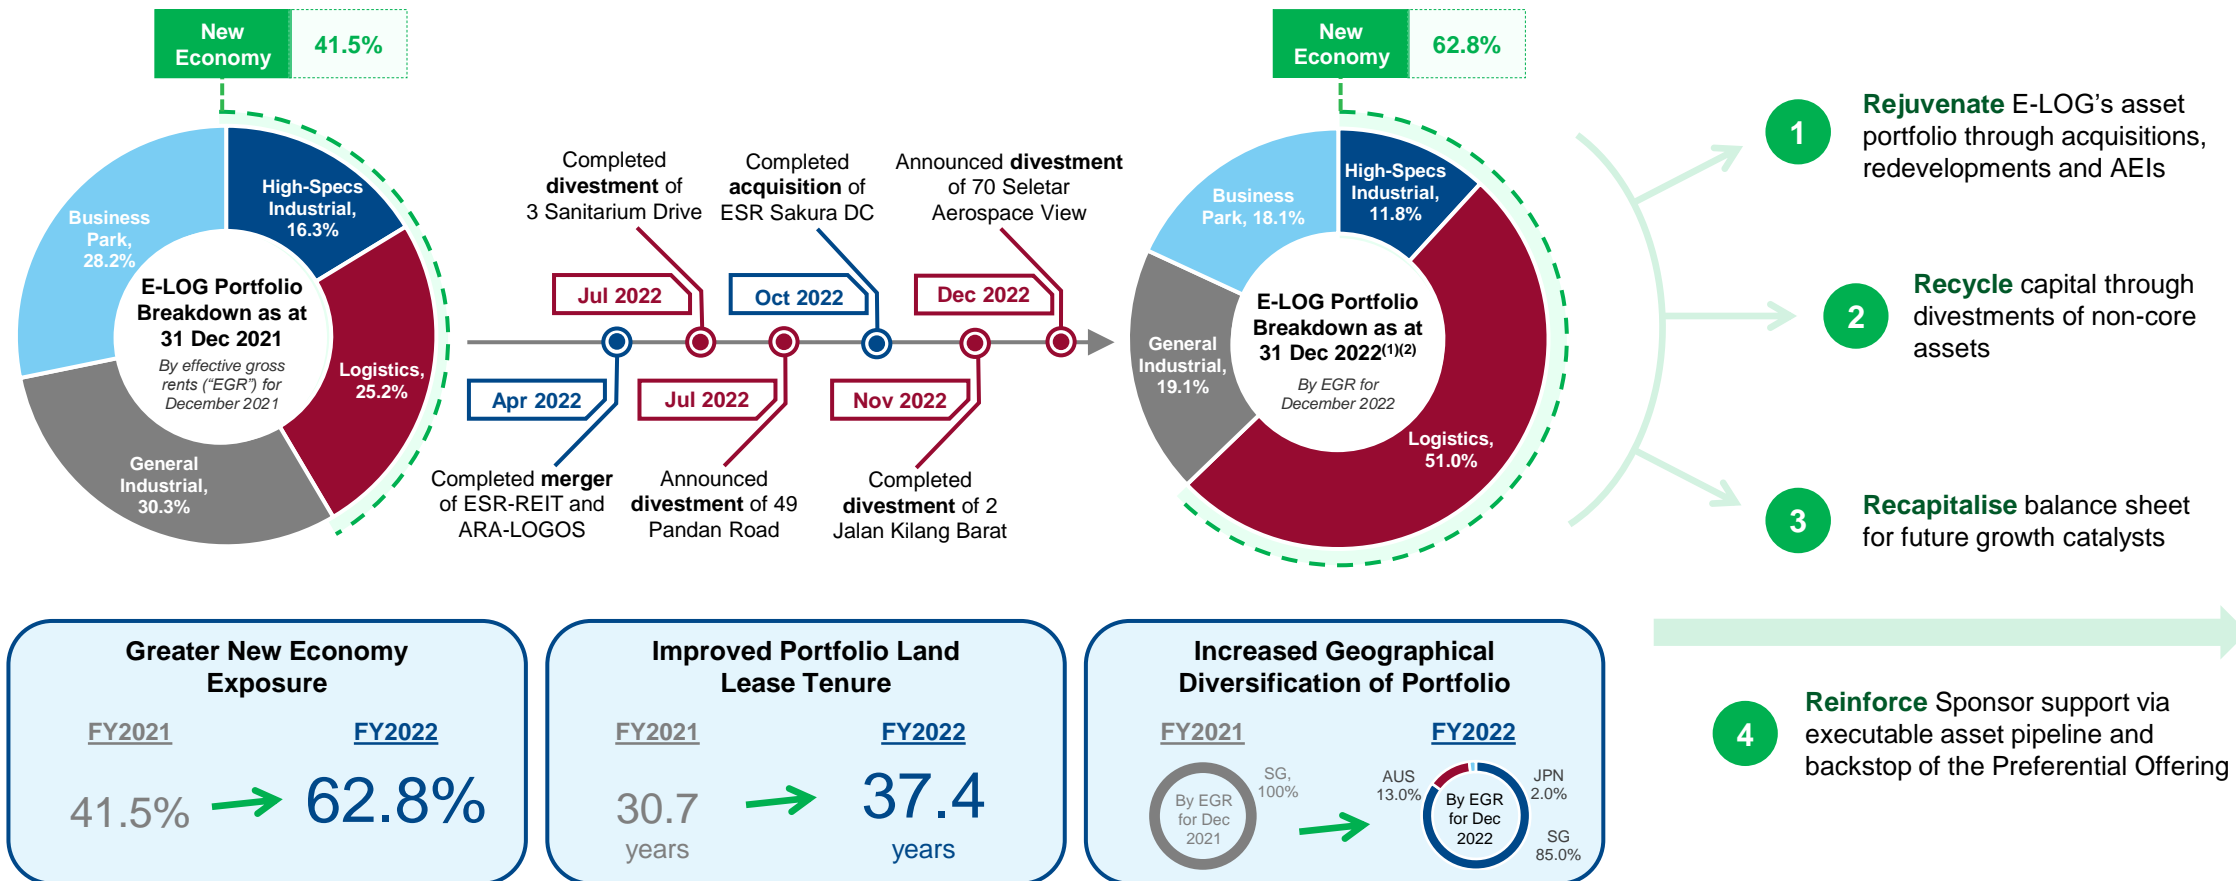 New
Economy
41.5%
High-Specs
Industrial,
16.3%
Business
Park,
28.2%
Logistics,
25.2%
General
Industrial,
30.3%
E-LOG Portfolio
Breakdown as at
31 Dec 2021
By effective gross
rents (“EGR”) for
December 2021
Completed
divestment of
3 Sanitarium Drive
Completed
acquisition of
ESR Sakura DC
Announced divestment
of 70 Seletar
Aerospace View
Jul 2022
Oct 2022
Dec 2022
Apr 2022
Jul 2022
Nov 2022
Completed merger
of ESR-REIT and
ARA-LOGOS
Announced
divestment of 49
Pandan Road
Completed
divestment of 2
Jalan Kilang Barat
New
Economy
62.8%
High-Specs
Industrial,
11.8%
Business
Park, 18.1%
General
Industrial,
19.1%
Logistics,
51.0%
E-LOG Portfolio
Breakdown as at
31 Dec 2022(1)(2)
By EGR for
December 2022
1
Rejuvenate E-LOG’s asset
portfolio through acquisitions,
redevelopments and AEIs
2
Recycle capital through
divestments of non-core
assets
3
Recapitalise balance sheet
for future growth catalysts
4
Reinforce Sponsor support via
executable asset pipeline and
backstop of the Preferential Offering
Greater New Economy
Exposure
FY2021
FY2022
41.5%
62.8%
Improved Portfolio Land
Lease Tenure
FY2021
FY2022
30.7
years
37.4
years
Increased Geographical
Diversification of Portfolio
FY2021
FY2022
SG,
100%
By EGR
for Dec
2021
AUS
13.0%
JPN
2.0%
By EGR
for Dec
2022
SG
85.0%